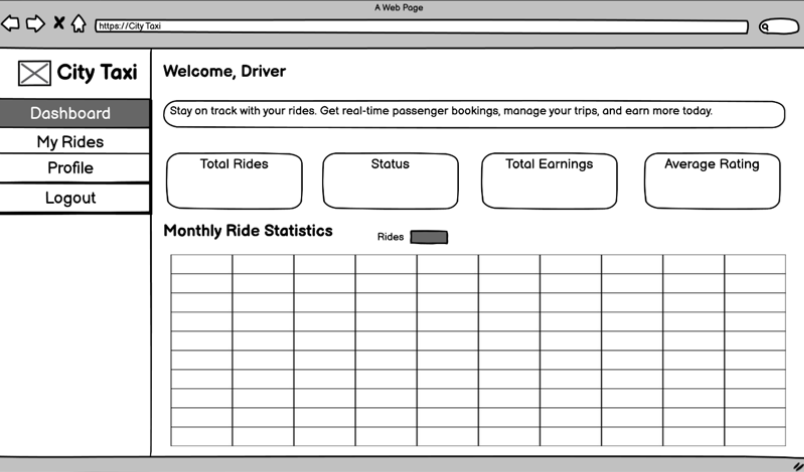 A Web Page
https://City Taxi
City Taxi
Dashboard
My Rides
Profile
Logout
Welcome, Driver
Stay on track with your rides. Get real-time passenger bookings, manage your trips, and earn more today.
Total Rides
Status
Total Earnings
Average Rating
Monthly Ride Statistics
Rides